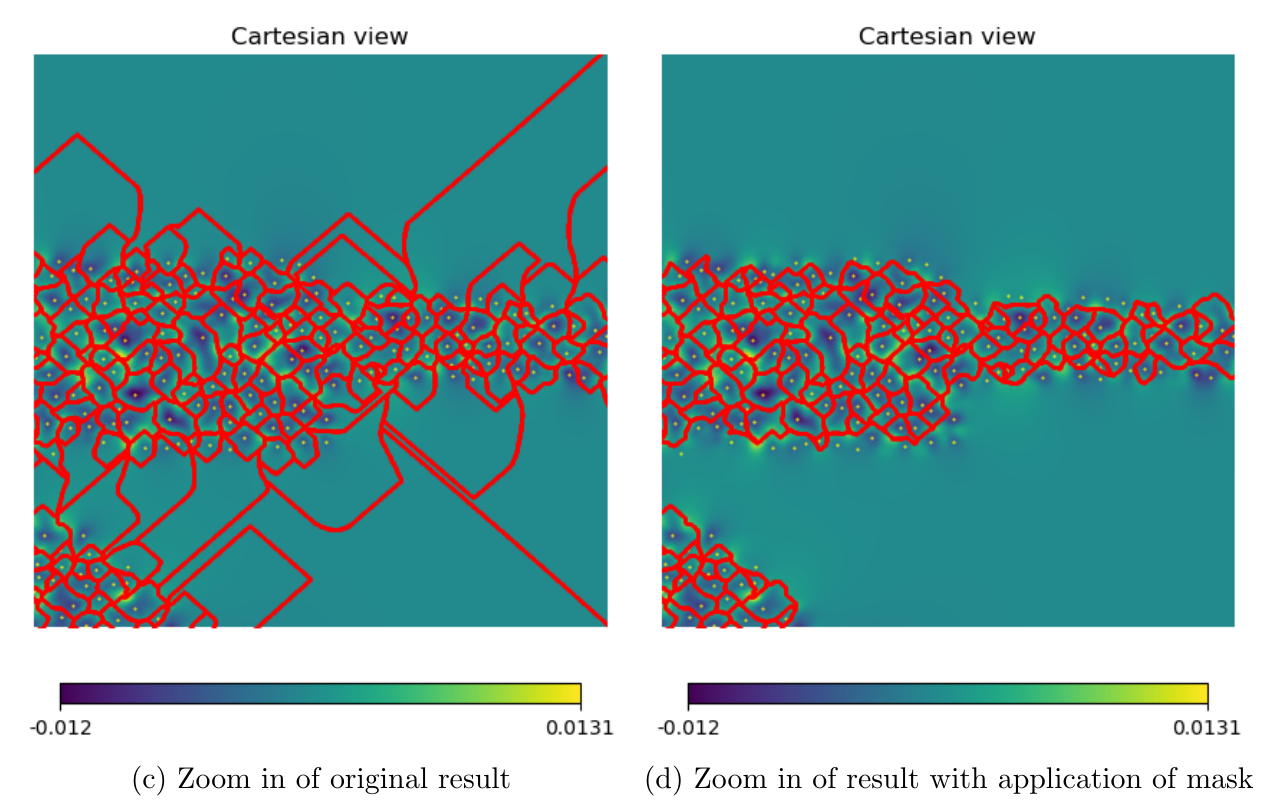 Cartesian view
Cartesian view
-0.012
0.0131
-0.012
0.0131
(c) Zoom in of original result
(d) Zoom in of result with application of mask